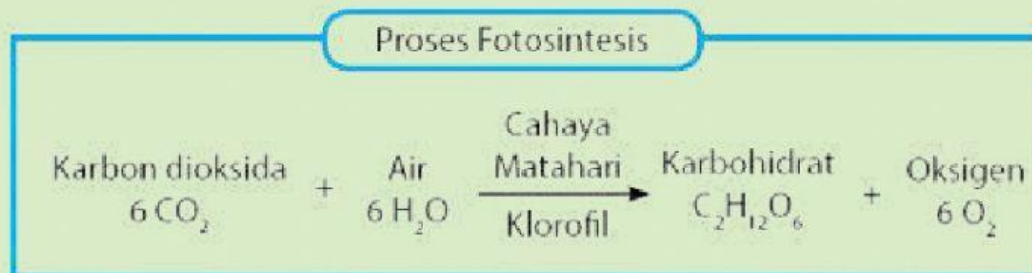 Proses Fotosintesis
Cahaya
Karbon dioksida + Air Matahari Karbohidrat + Oksigen
6 CO₂ 6 H₂O Klorofil C₂H₁₂O₆ 6 O₂